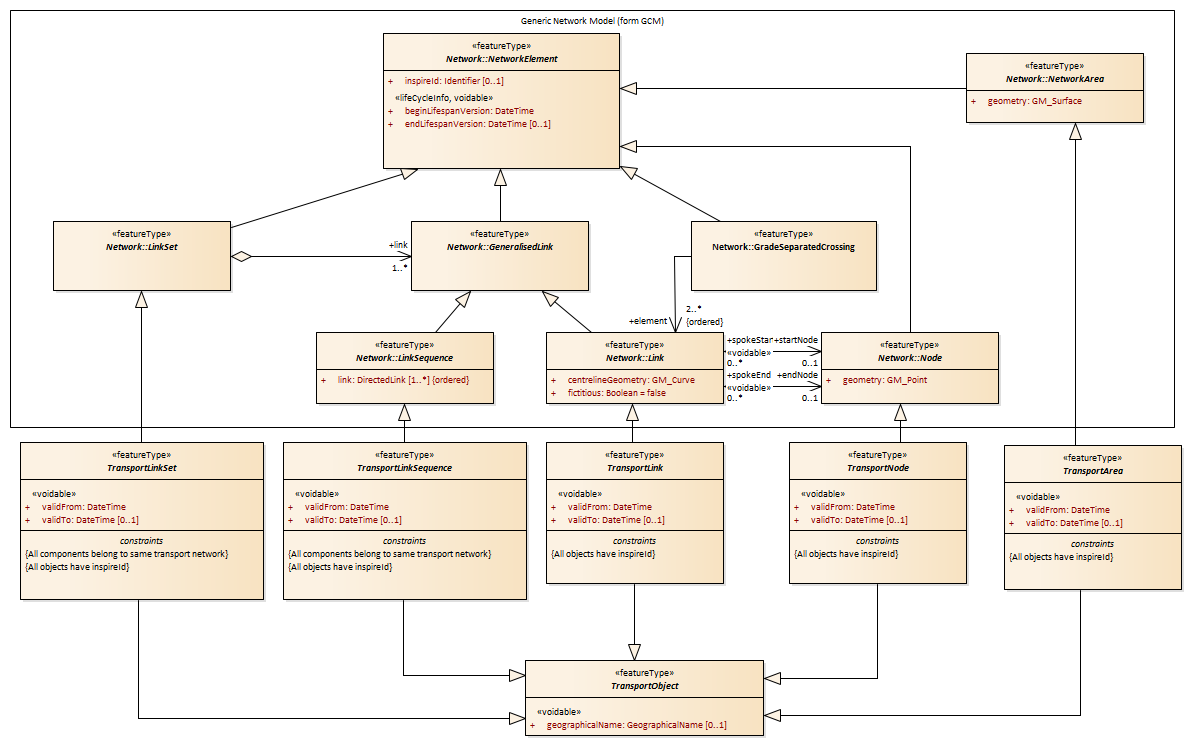 Generic Network Model (form GCM)
«featureType»
Network::NetworkElement
+ inspireId: Identifier [0..1]
«lifeCycleInfo, voidable»
+ beginLifespanVersion: DateTime
+ endLifespanVersion: DateTime [0..1]
«featureType»
Network::NetworkArea
+ geometry: GM_Surface
«featureType»
Network::LinkSet
+link
1..*
«featureType»
Network::GeneralisedLink
«featureType»
Network::GradeSeparatedCrossing
+element
2..*
{ordered}
«featureType»
Network::LinkSequence
+ link: DirectedLink [1..*] {ordered}
«featureType»
Network::Link
+ centrelineGeometry: GM_Curve
+ fictitious: Boolean = false
+spokeStar+startNode
«voidable»
0..*
0..1
+spokeEnd
+endNode
«voidable»
0..*
0..1
«featureType»
Network::Node
+ geometry: GM_Point
«featureType»
TransportLinkSet
«voidable»
+ validFrom: DateTime
+ validTo: DateTime [0..1]
constraints
{All components belong to same transport network}
{All objects have inspireId}
«featureType»
TransportLinkSequence
«voidable»
+ validFrom: DateTime
+ validTo: DateTime [0..1]
constraints
{All components belong to same transport network}
{All objects have inspireId}
«featureType»
TransportLink
«voidable»
+ validFrom: DateTime
+ validTo: DateTime [0..1]
constraints
{All objects have inspireId}
«featureType»
TransportNode
«voidable»
+ validFrom: DateTime
+ validTo: DateTime [0..1]
constraints
{All objects have inspireId}
«featureType»
TransportArea
«voidable»
+ validFrom: DateTime
+ validTo: DateTime [0..1]
constraints
{All objects have inspireId}
«featureType»
TransportObject
«voidable»
+ geographicalName: GeographicalName [0..1]